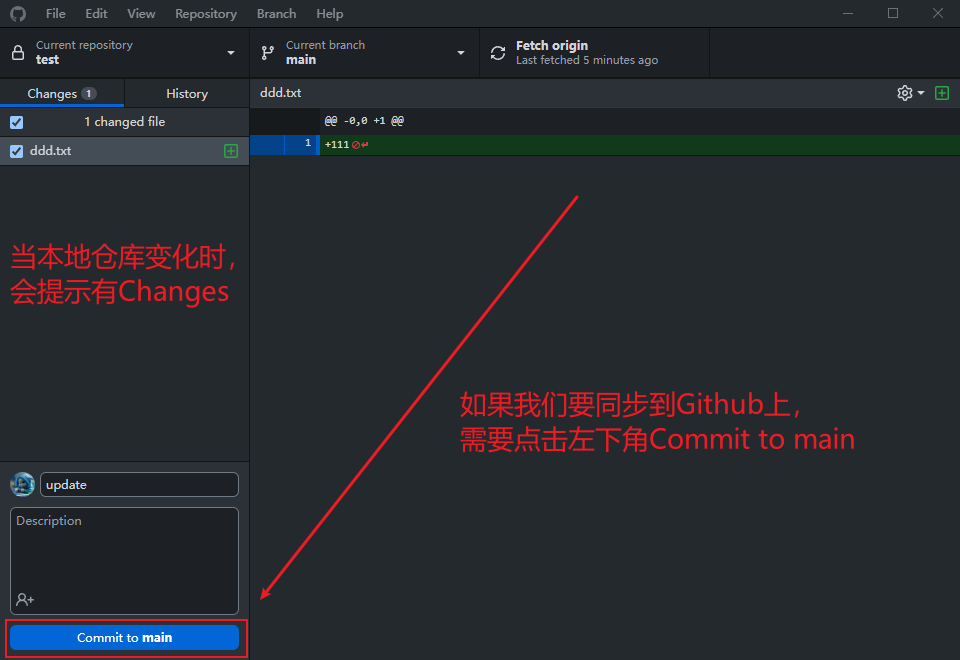 File Edit View Repository Branch Help
Current repository
test
Current branch
main
Fetch origin
Last fetched 5 minutes ago
Changes 1 History
1 changed file
ddd.txt
ddd.txt
@@ -0,0 +1 @@
1 +111
当本地仓库变化时，
会提示有Changes
如果我们要同步到Github上，
需要点击左下角Commit to main
update
Description
Commit to main